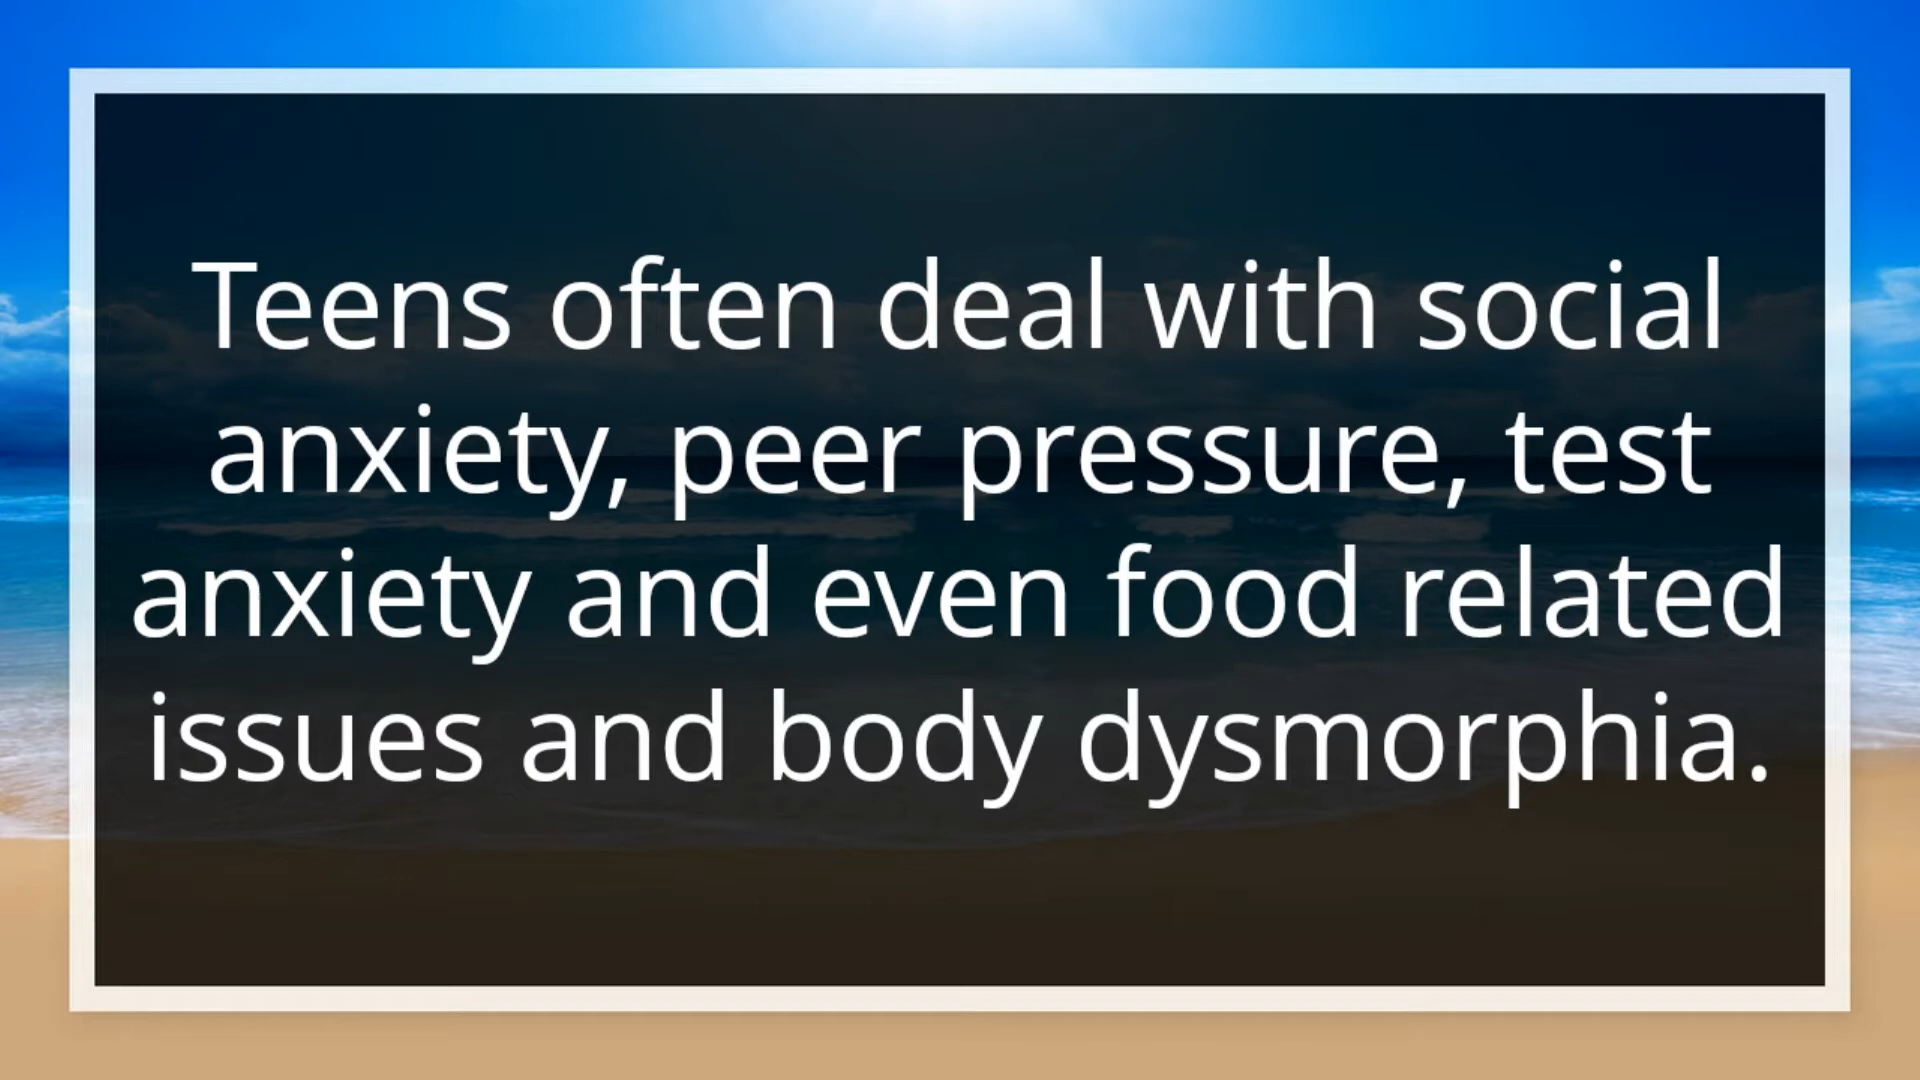 Teens often deal with social
anxiety, peer pressure, test
anxiety and even food related
issues and body dysmorphia.